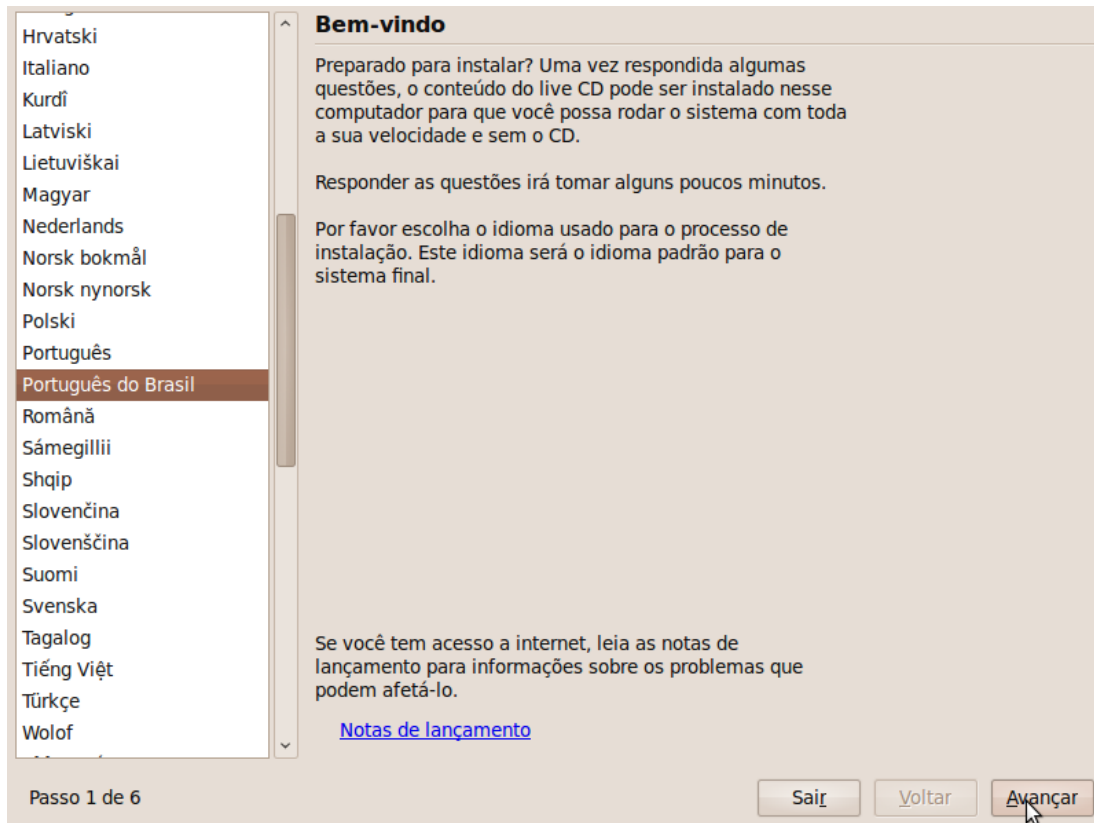 Hrvatski
Italiano
Kurdî
Latviski
Lietuviškai
Magyar
Nederlands
Norsk bokmål
Norsk nynorsk
Polski
Português
Português do Brasil
Română
Sámegillii
Shqip
Slovenčina
Slovenščina
Suomi
Svenska
Tagalog
Tiếng Việt
Türkçe
Wolof
Bem-vindo
Preparado para instalar? Uma vez respondida algumas
questões, o conteúdo do live CD pode ser instalado nesse
computador para que você possa rodar o sistema com toda
a sua velocidade e sem o CD.
Responder as questões irá tomar alguns poucos minutos.
Por favor escolha o idioma usado para o processo de
instalação. Este idioma será o idioma padrão para o
sistema final.
Se você tem acesso a internet, leia as notas de
lançamento para informações sobre os problemas que
podem afetá-lo.
Notas de lançamento
Passo 1 de 6
Sair
Voltar
Avançar